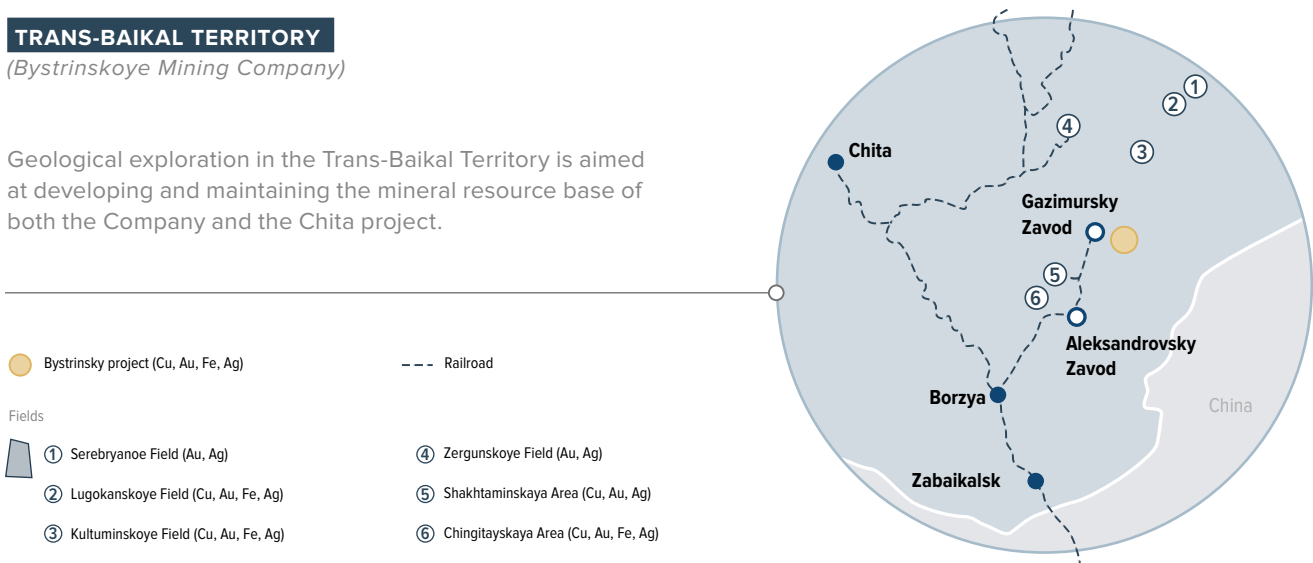 TRANS-BAIKAL TERRITORY
(Bystrinskoye Mining Company)
Geological exploration in the Trans-Baikal Territory is aimed
at developing and maintaining the mineral resource base of
both the Company and the Chita project.
Bystrinsky project (Cu, Au, Fe, Ag)
Railroad
Fields
1 Serebryanoe Field (Au, Ag)
2 Lugokanskoye Field (Cu, Au, Fe, Ag)
3 Kultuminskoye Field (Cu, Au, Fe, Ag)
4 Zergunskoye Field (Au, Ag)
5 Shakhtaminskaya Area (Cu, Au, Ag)
6 Chingitayskaya Area (Cu, Au, Fe, Ag)
1
2
4
3
Chita
Gazimursky
Zavod
5
6
Aleksandrovsky
Zavod
Borzya
China
Zabaikalsk